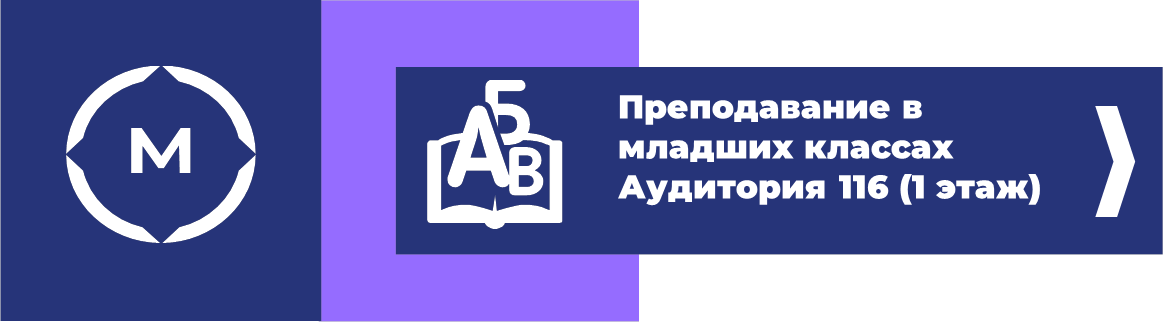 М
А Б В
Преподавание в
младших классах
Аудитория 116 (1 этаж)